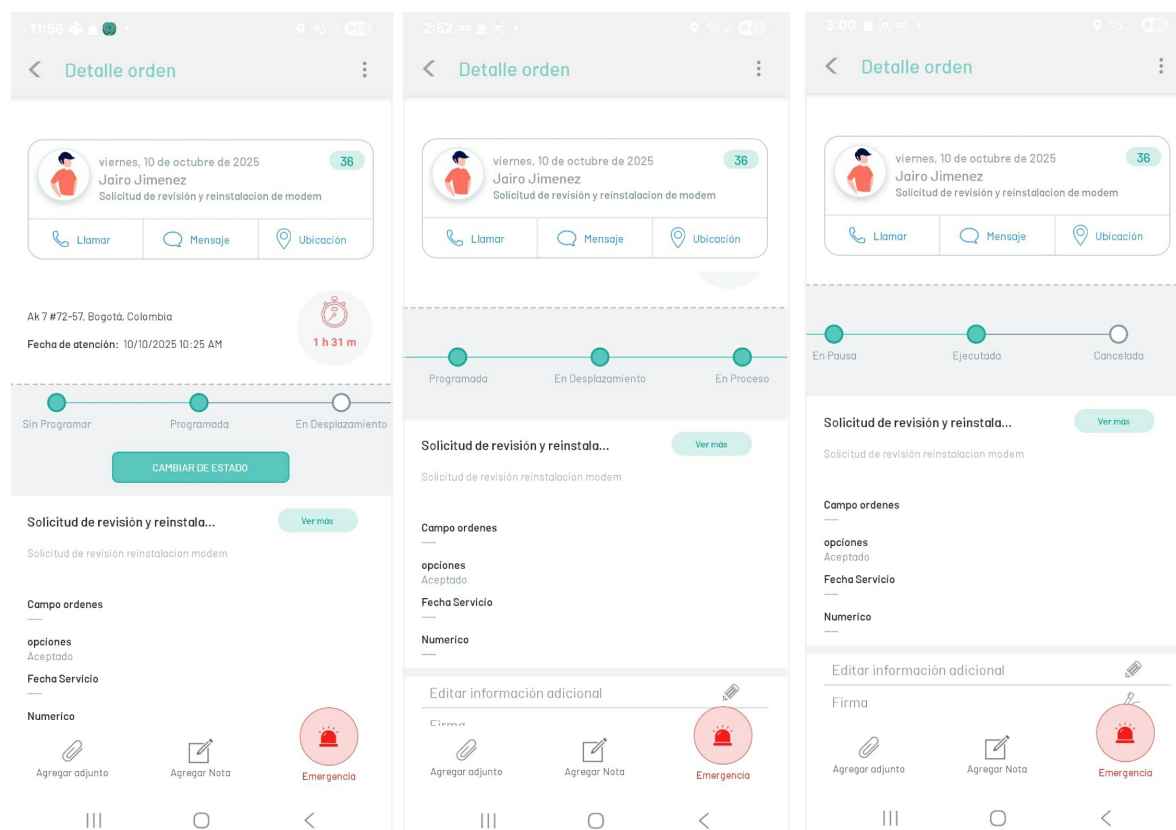 11:56
Detalle orden
viernes, 10 de octubre de 2025
36
Jairo Jimenez
Solicitud de revisión y reinstalacion de modem
Llamar
Mensaje
Ubicación
Ak 7 #72-57, Bogotá, Colombia
Fecha de atención: 10/10/2025 10:25 AM
1 h 31 m
Sin Programar
Programada
En Desplazamiento
CAMBIAR DE ESTADO
Solicitud de revisión y reinstala...
Ver más
Solicitud de revisión reinstalacion modem
Campo ordenes
---
opciones
Aceptado
Fecha Servicio
---
Numerico
Agregar adjunto
Agregar Nota
Emergencia
2:52
Detalle orden
viernes, 10 de octubre de 2025
36
Jairo Jimenez
Solicitud de revisión y reinstalacion de modem
Llamar
Mensaje
Ubicación
Programada
En Desplazamiento
En Proceso
Solicitud de revisión y reinstala...
Ver más
Solicitud de revisión reinstalacion modem
Campo ordenes
---
opciones
Aceptado
Fecha Servicio
---
Numerico
---
Editar información adicional
Firma
Agregar adjunto
Agregar Nota
Emergencia
3:00
Detalle orden
viernes, 10 de octubre de 2025
36
Jairo Jimenez
Solicitud de revisión y reinstalacion de modem
Llamar
Mensaje
Ubicación
En Pausa
Ejecutada
Cancelada
Solicitud de revisión y reinstala...
Ver más
Solicitud de revisión reinstalacion modem
Campo ordenes
---
opciones
Aceptado
Fecha Servicio
---
Numerico
---
Editar información adicional
Firma
Agregar adjunto
Agregar Nota
Emergencia